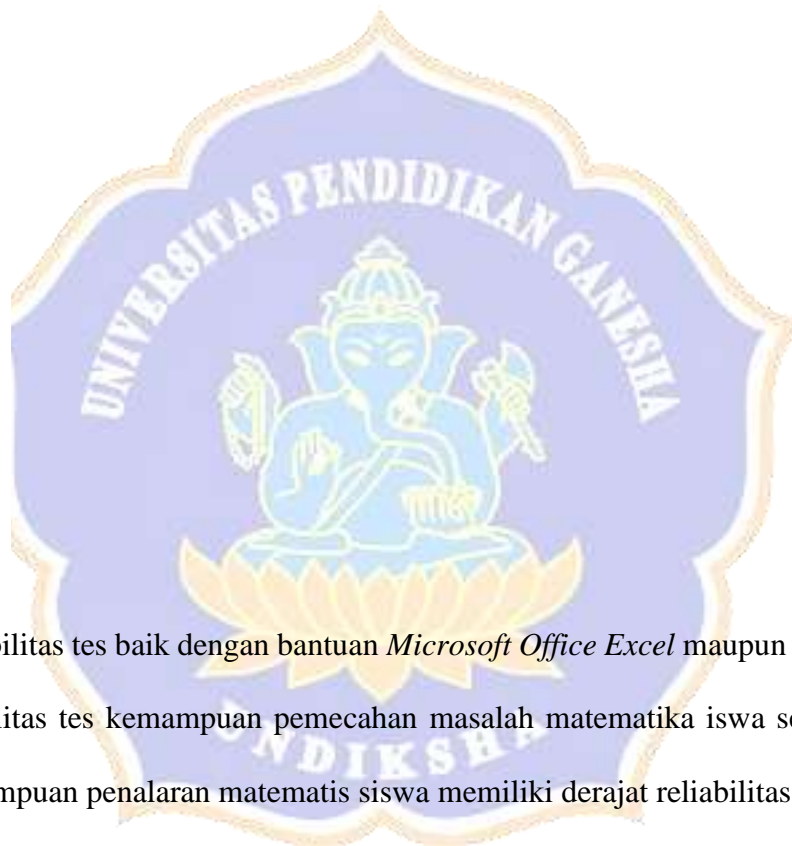 UNIVERSITAS PENDIDIKAN GANESHA
bilitas tes baik dengan bantuan Microsoft Office Excel maupun
litas tes kemampuan pemecahan masalah matematika iswa se
UNDIKSHA
mpuan penalaran matematis siswa memiliki derajat reliabilitas